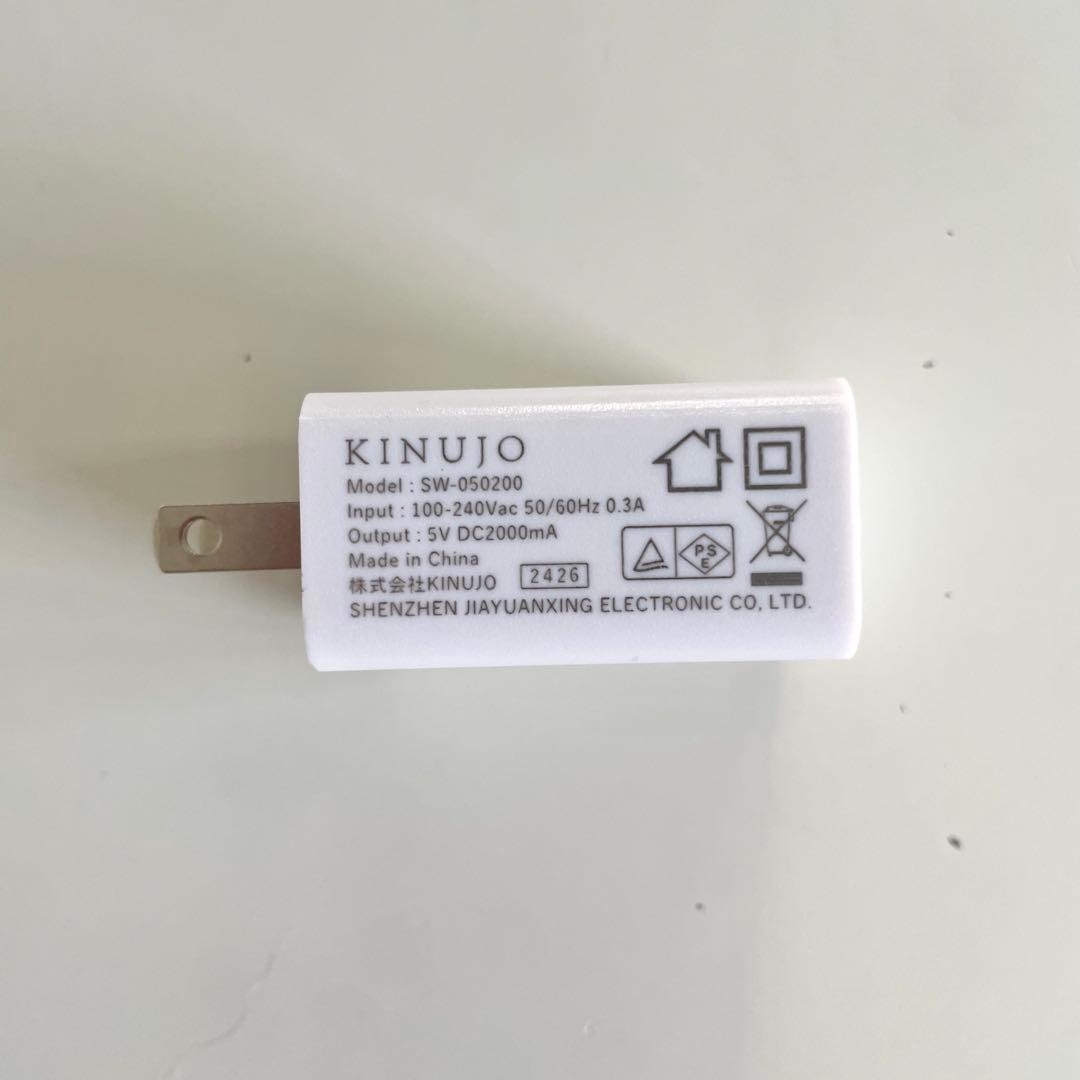 KINUJO
Model : SW-050200
Input : 100-240Vac 50/60Hz 0.3A
Output : 5V DC2000mA
Made in China
株式会社KINUJO 2426
PS
E
SHENZHEN JIAYUANXING ELECTRONIC CO, LTD.